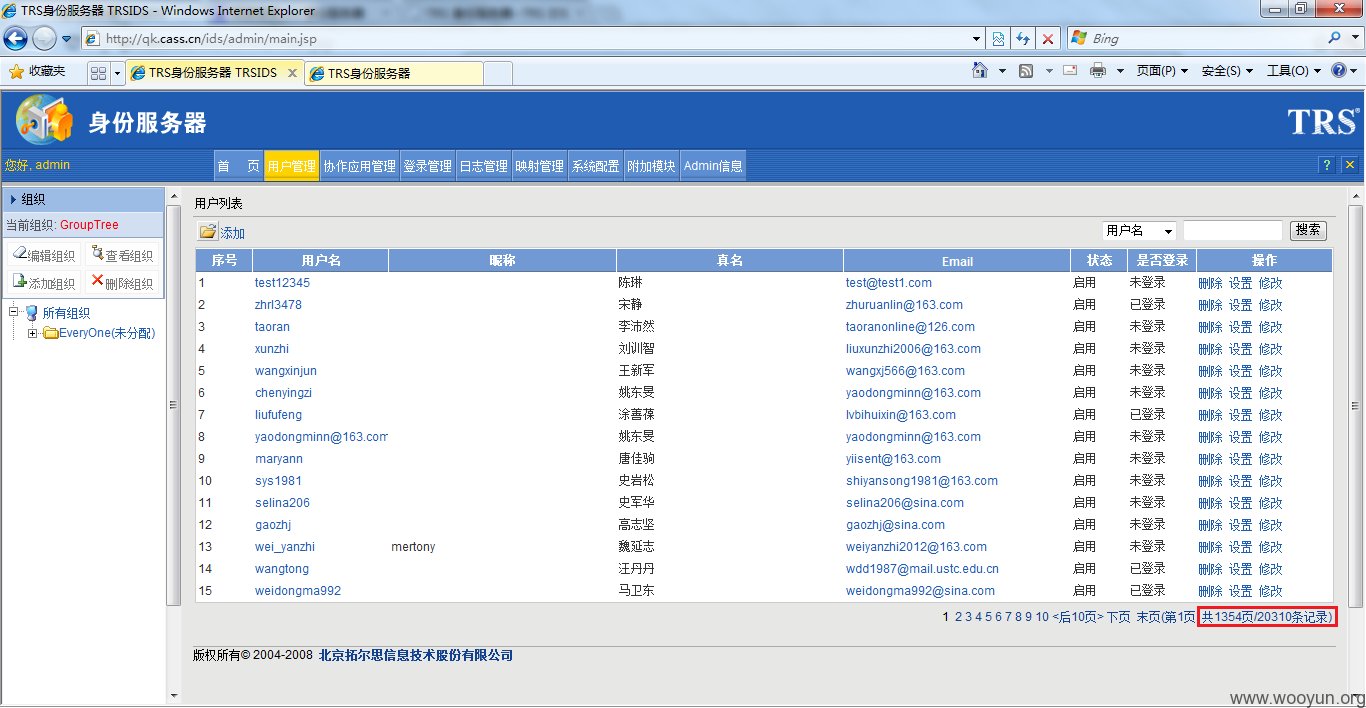 TRS身份服务器 TRSIDS - Windows Internet Explorer
http://qk.cass.cn/ids/admin/main.jsp
Bing
收藏夹
TRS身份服务器 TRSIDS
TRS身份服务器
页面(P)
安全(S)
工具(O)
身份服务器
TRS
您好, admin
首 页 用户管理 协作应用管理 登录管理 日志管理 映射管理 系统配置 附加模块 Admin信息
组织
当前组织: GroupTree
编辑组织 查看组织
添加组织 删除组织
所有组织
EveryOne(未分配)
用户列表
添加
用户名 搜索
序号 用户名 昵称 真名 Email 状态 是否登录 操作
1 test12345 陈琳 test@test1.com 启用 未登录 删除 设置 修改
2 zhrl3478 宋静 zhuruanlin@163.com 启用 未登录 删除 设置 修改
3 taoran 李沛然 taoranonline@126.com 启用 未登录 删除 设置 修改
4 xunzhi 刘训智 liuxunzhi2006@163.com 启用 未登录 删除 设置 修改
5 wangxinjun 王新军 wangxj566@163.com 启用 未登录 删除 设置 修改
6 chenyingzi 姚东旻 yaodongminn@163.com 启用 未登录 删除 设置 修改
7 liufufeng 涂善葆 lvbihuixin@163.com 启用 已登录 删除 设置 修改
8 yaodongminn@163.com 姚东旻 yaodongminn@163.com 启用 未登录 删除 设置 修改
9 maryann 唐佳驹 yiisent@163.com 启用 未登录 删除 设置 修改
10 sys1981 史岩松 shiyansong1981@163.com 启用 未登录 删除 设置 修改
11 selina206 史军华 selina206@sina.com 启用 未登录 删除 设置 修改
12 gaozhj 高志坚 gaozhj@sina.com 启用 未登录 删除 设置 修改
13 wei_yanzhi mertony 魏延志 weiyanzhi2012@163.com 启用 未登录 删除 设置 修改
14 wangtong 汪丹丹 wdd1987@mail.ustc.edu.cn 启用 已登录 删除 设置 修改
15 weidongma992 马卫东 weidongma992@sina.com 启用 已登录 删除 设置 修改
1 2 3 4 5 6 7 8 9 10 <后10页> 下页 末页(第1页 共1354页/20310条记录)
版权所有© 2004-2008 北京拓尔思信息技术股份有限公司
www.wooyun.org